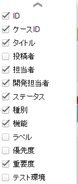 ID
ケースID
タイトル
投稿者
担当者
開発担当者
ステータス
種別
機能
ラベル
優先度
重要度
テスト環境